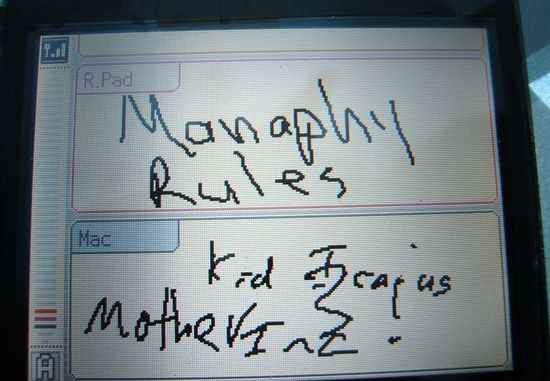 R.Pad
Manaphy
Rules
Mac
Kid Icarus
Mother
A